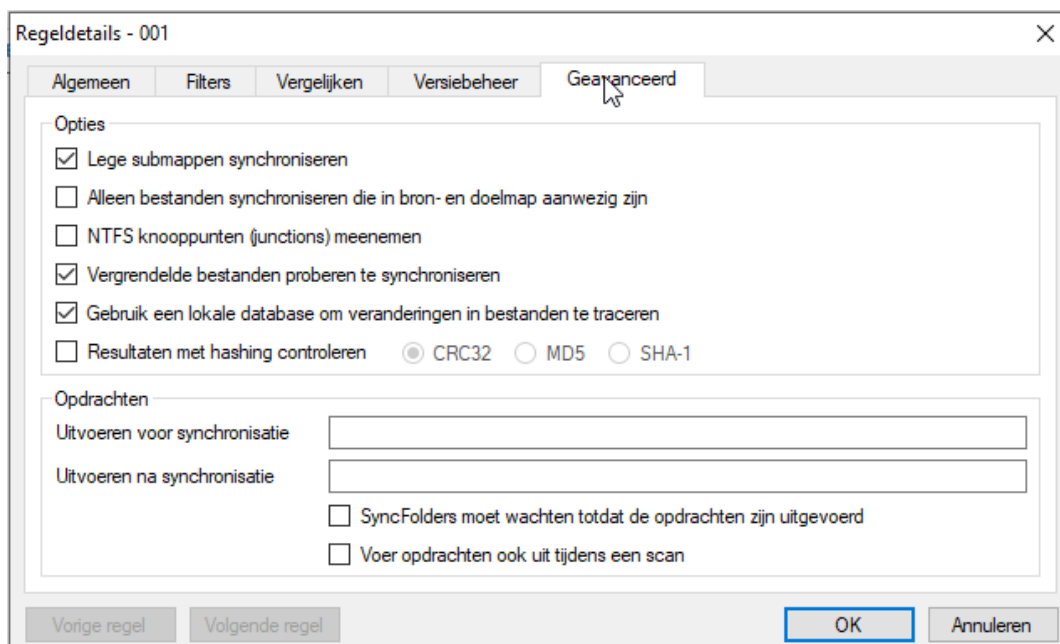 Regeldetails - 001
Algemeen Filters Vergelijken Versiebeheer Geavanceerd
Opties
Lege submappen synchroniseren
Alleen bestanden synchroniseren die in bron- en doelmap aanwezig zijn
NTFS knooppunten (junctions) meenemen
Vergrendelde bestanden proberen te synchroniseren
Gebruik een lokale database om veranderingen in bestanden te traceren
Resultaten met hashing controleren CRC32 MD5 SHA-1
Opdrachten
Uitvoeren voor synchronisatie
Uitvoeren na synchronisatie
SyncFolders moet wachten totdat de opdrachten zijn uitgevoerd
Voer opdrachten ook uit tijdens een scan
Vorige regel Volgende regel OK Annuleren